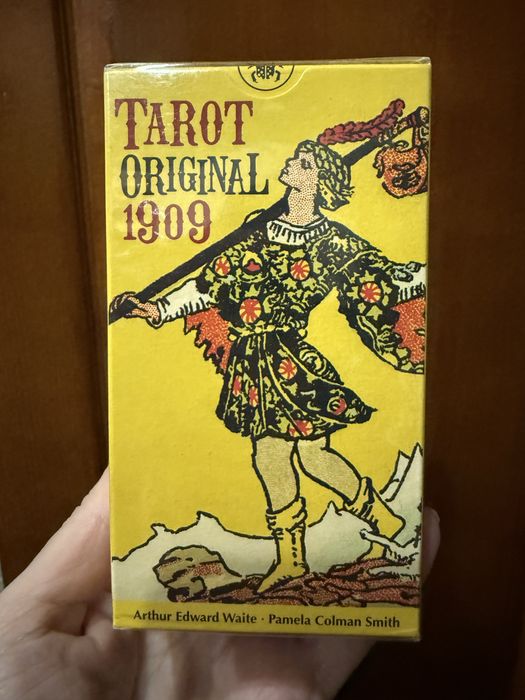 TAROT
ORIGINAL
1909
Arthur Edward Waite · Pamela Colman Smith